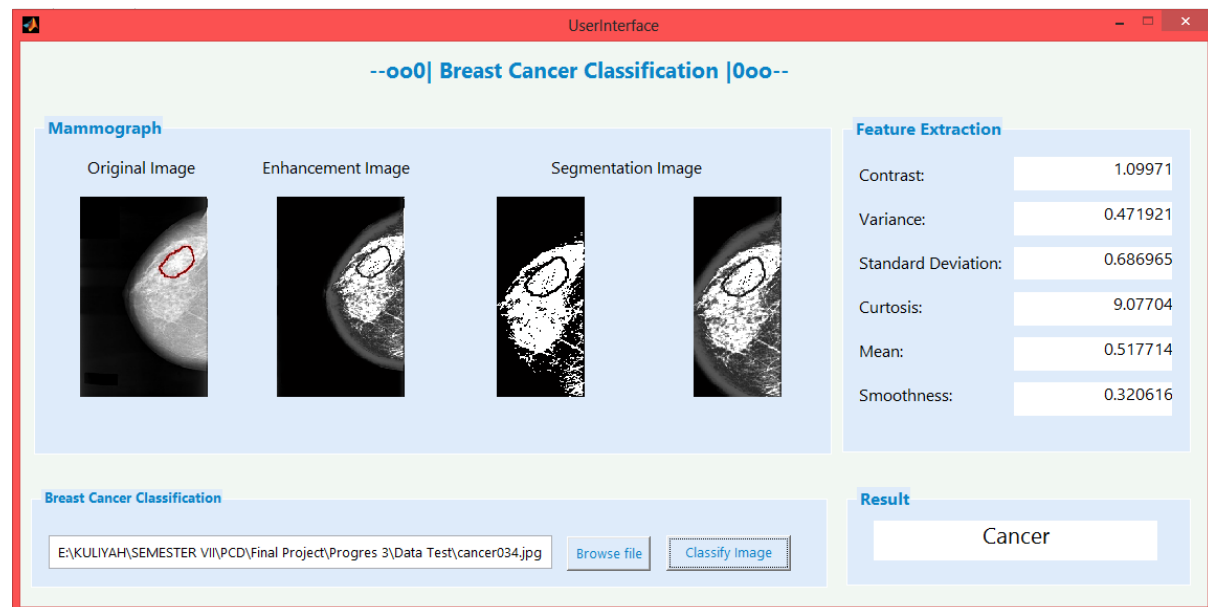 UserInterface
--oo0| Breast Cancer Classification |0oo--
Mammograph
Original Image
Enhancement Image
Segmentation Image
Feature Extraction
Contrast: 1.09971
Variance: 0.471921
Standard Deviation: 0.686965
Curtosis: 9.07704
Mean: 0.517714
Smoothness: 0.320616
Breast Cancer Classification
E:\KULIYAH\SEMESTER VII\PCD\Final Project\Progres 3\Data Test\cancer034.jpg
Browse file
Classify Image
Result
Cancer